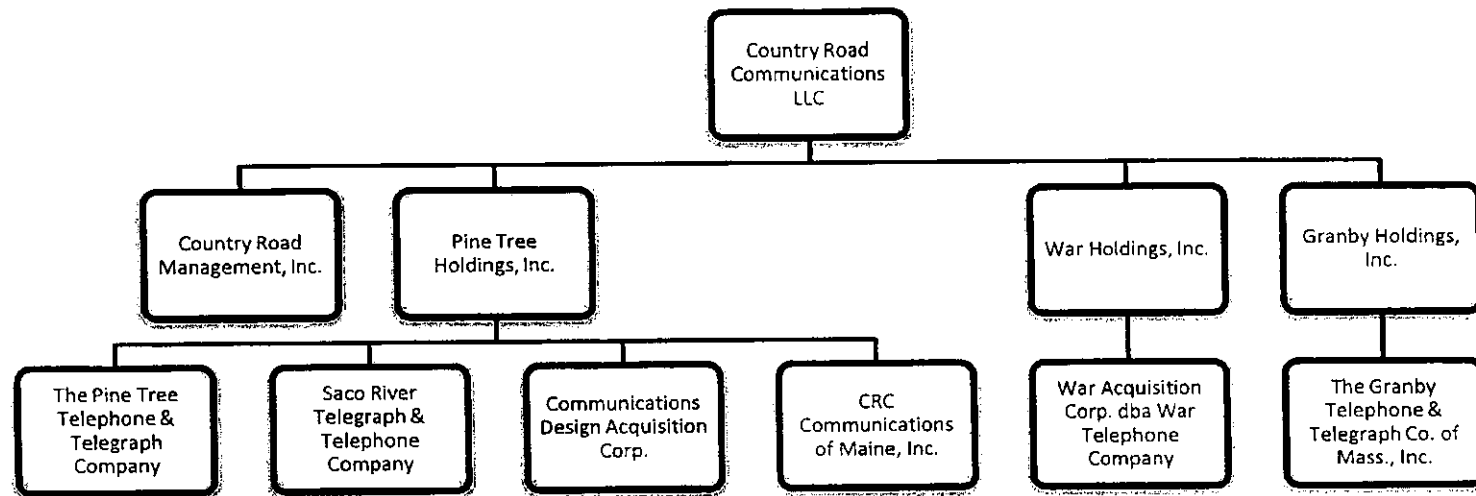 Country Road
Communications
LLC
Country Road
Management, Inc.
Pine Tree
Holdings, Inc.
War Holdings, Inc.
Granby Holdings,
Inc.
The Pine Tree
Telephone &
Telegraph
Company
Saco River
Telegraph &
Telephone
Company
Communications
Design Acquisition
Corp.
CRC
Communications
of Maine, Inc.
War Acquisition
Corp. dba War
Telephone
Company
The Granby
Telephone &
Telegraph Co. of
Mass., Inc.